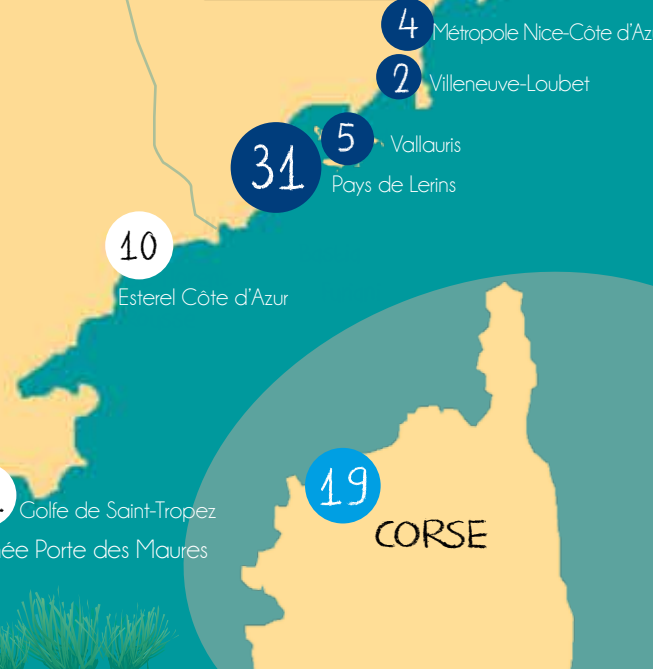 4
Métropole Nice-Côte d'Az
2
Villeneuve-Loubet
5
Vallauris
31
Pays de Lerins
10
Esterel Côte d'Azur
19
CORSE
Golfe de Saint-Tropez
ée Porte des Maures